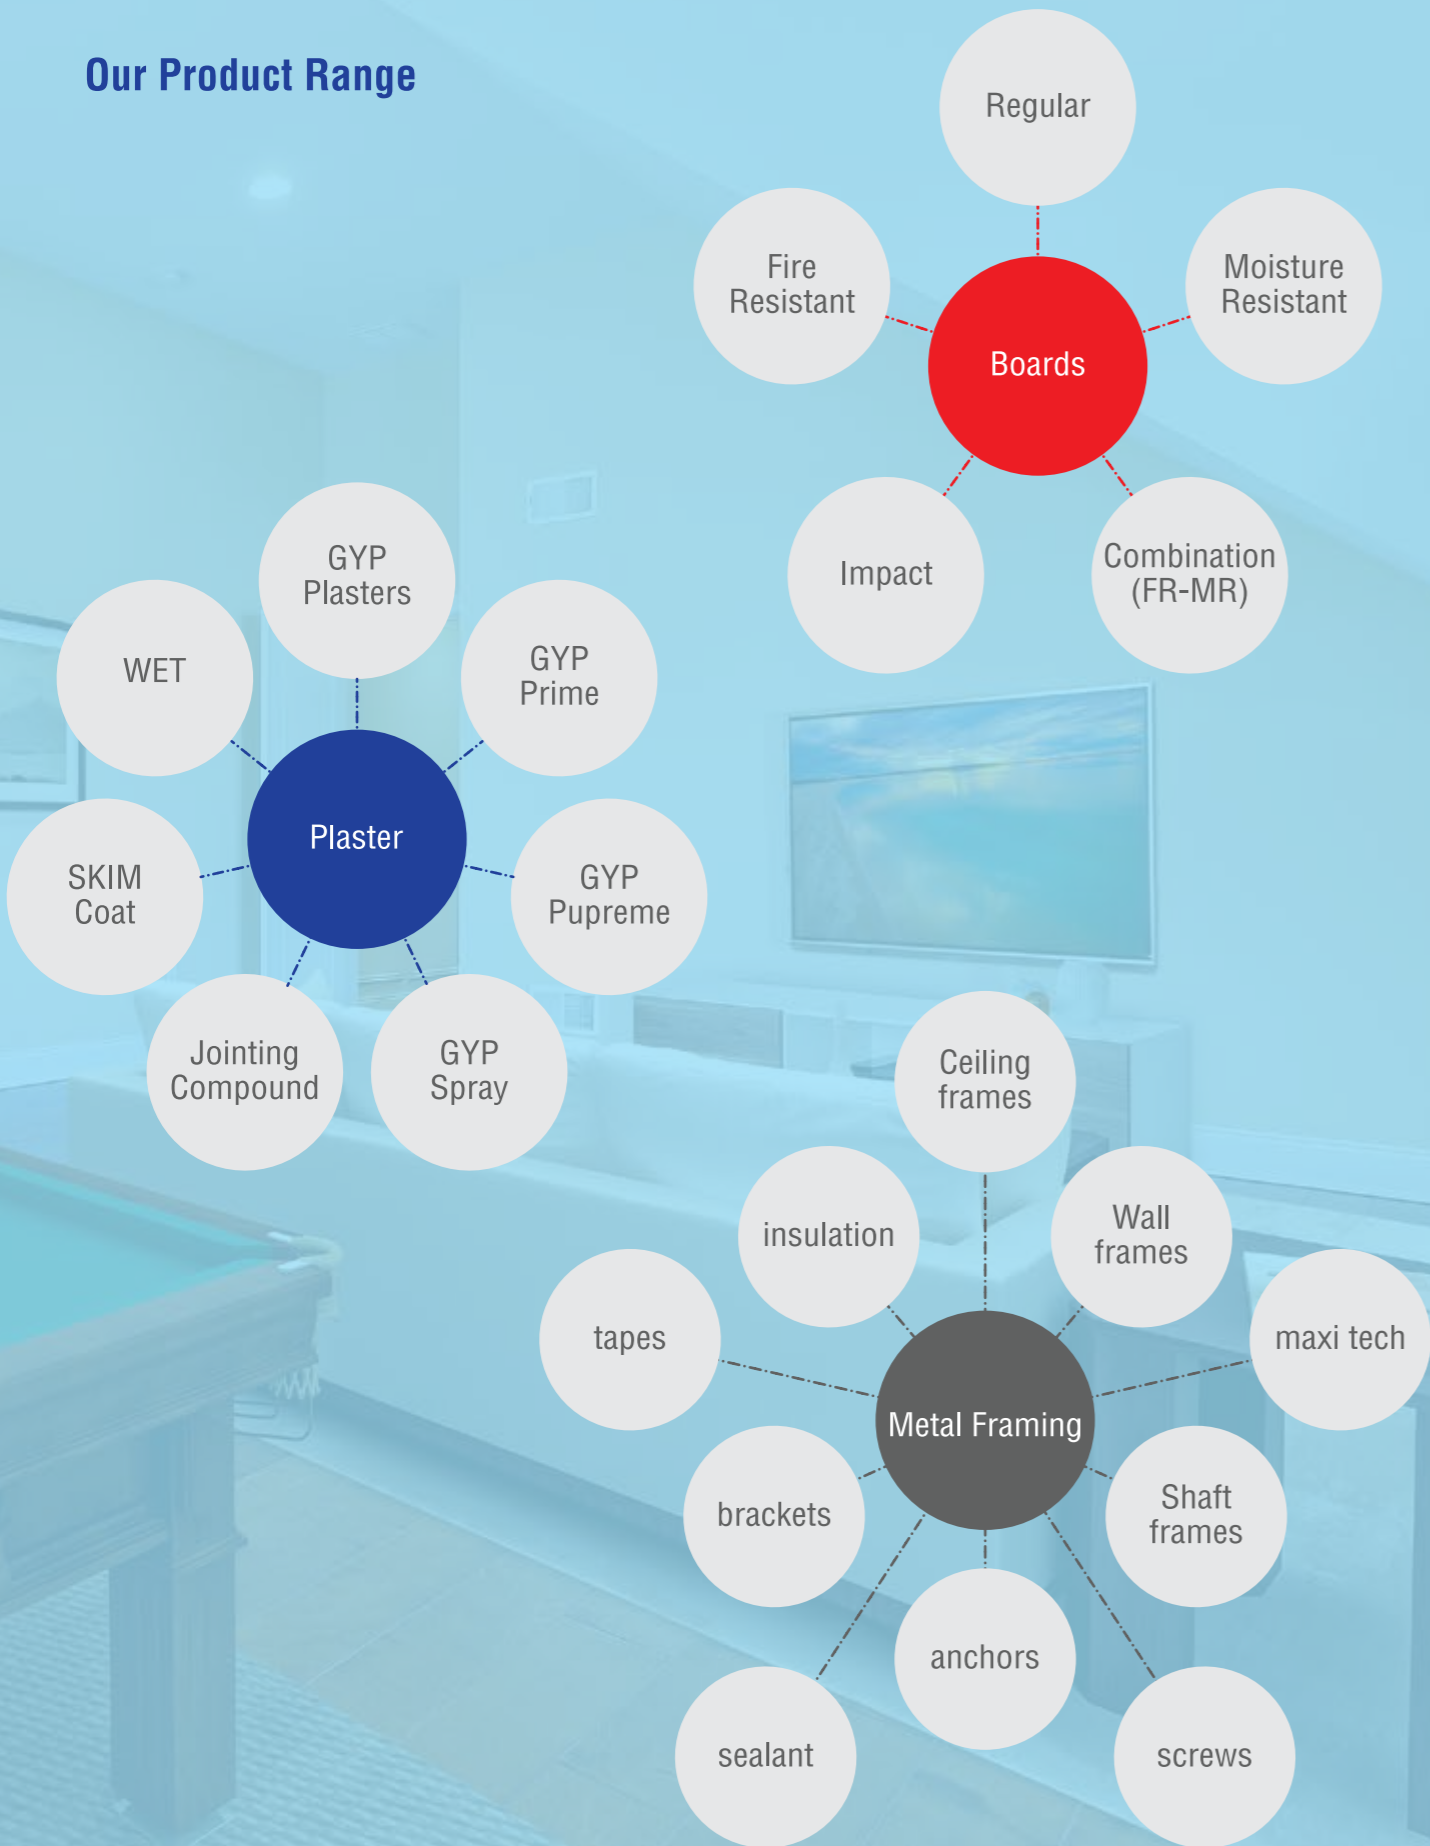 Our Product Range
Regular
Fire
Resistant
Moisture
Resistant
Boards
Impact
Combination
(FR-MR)
GYP
Plasters
WET
GYP
Prime
Plaster
SKIM
Coat
GYP
Pupreme
Jointing
Compound
GYP
Spray
Ceiling
frames
insulation
Wall
frames
tapes
maxi tech
Metal Framing
brackets
Shaft
frames
anchors
sealant
screws